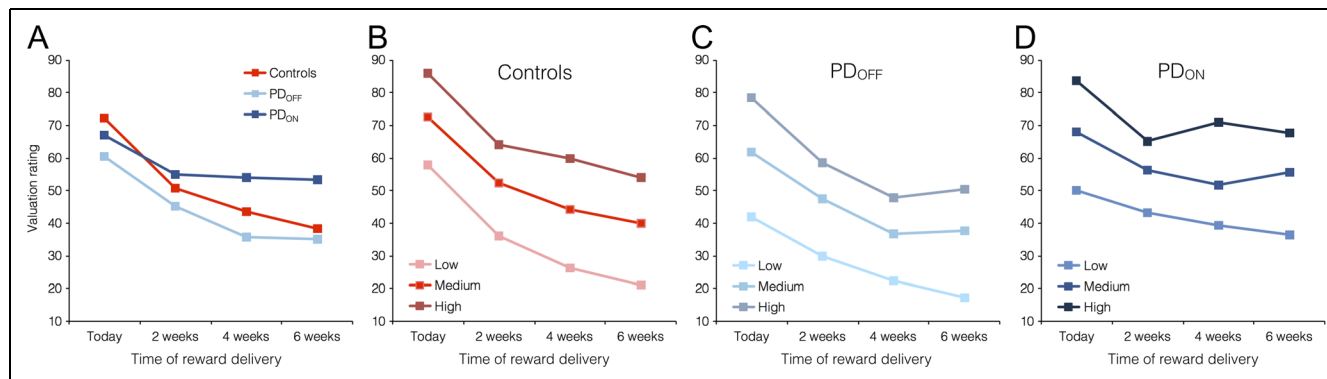 A
Valuation rating
90
80
70
60
50
40
30
20
10
Controls
PDOFF
PDON
Today 2 weeks 4 weeks 6 weeks
Time of reward delivery
B
Controls
90
80
70
60
50
40
30
20
10
Low
Medium
High
Today 2 weeks 4 weeks 6 weeks
Time of reward delivery
C
PDOFF
90
80
70
60
50
40
30
20
10
Low
Medium
High
Today 2 weeks 4 weeks 6 weeks
Time of reward delivery
D
PDON
90
80
70
60
50
40
30
20
10
Low
Medium
High
Today 2 weeks 4 weeks 6 weeks
Time of reward delivery